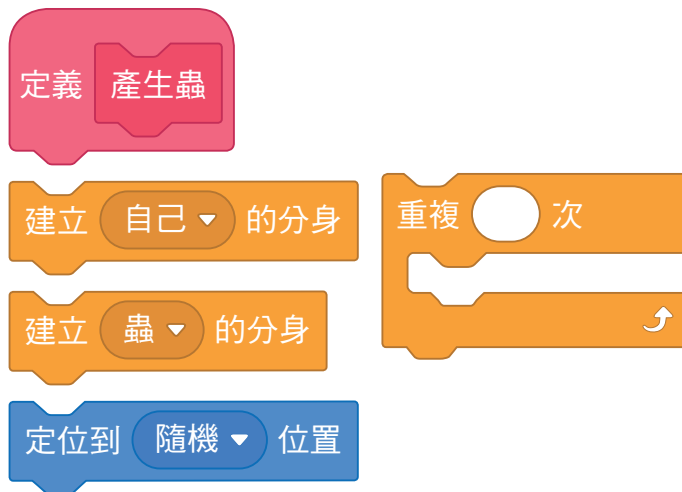 定義 產生蟲
建立 自己 的分身
重複 次
建立 蟲 的分身
定位到 隨機 位置